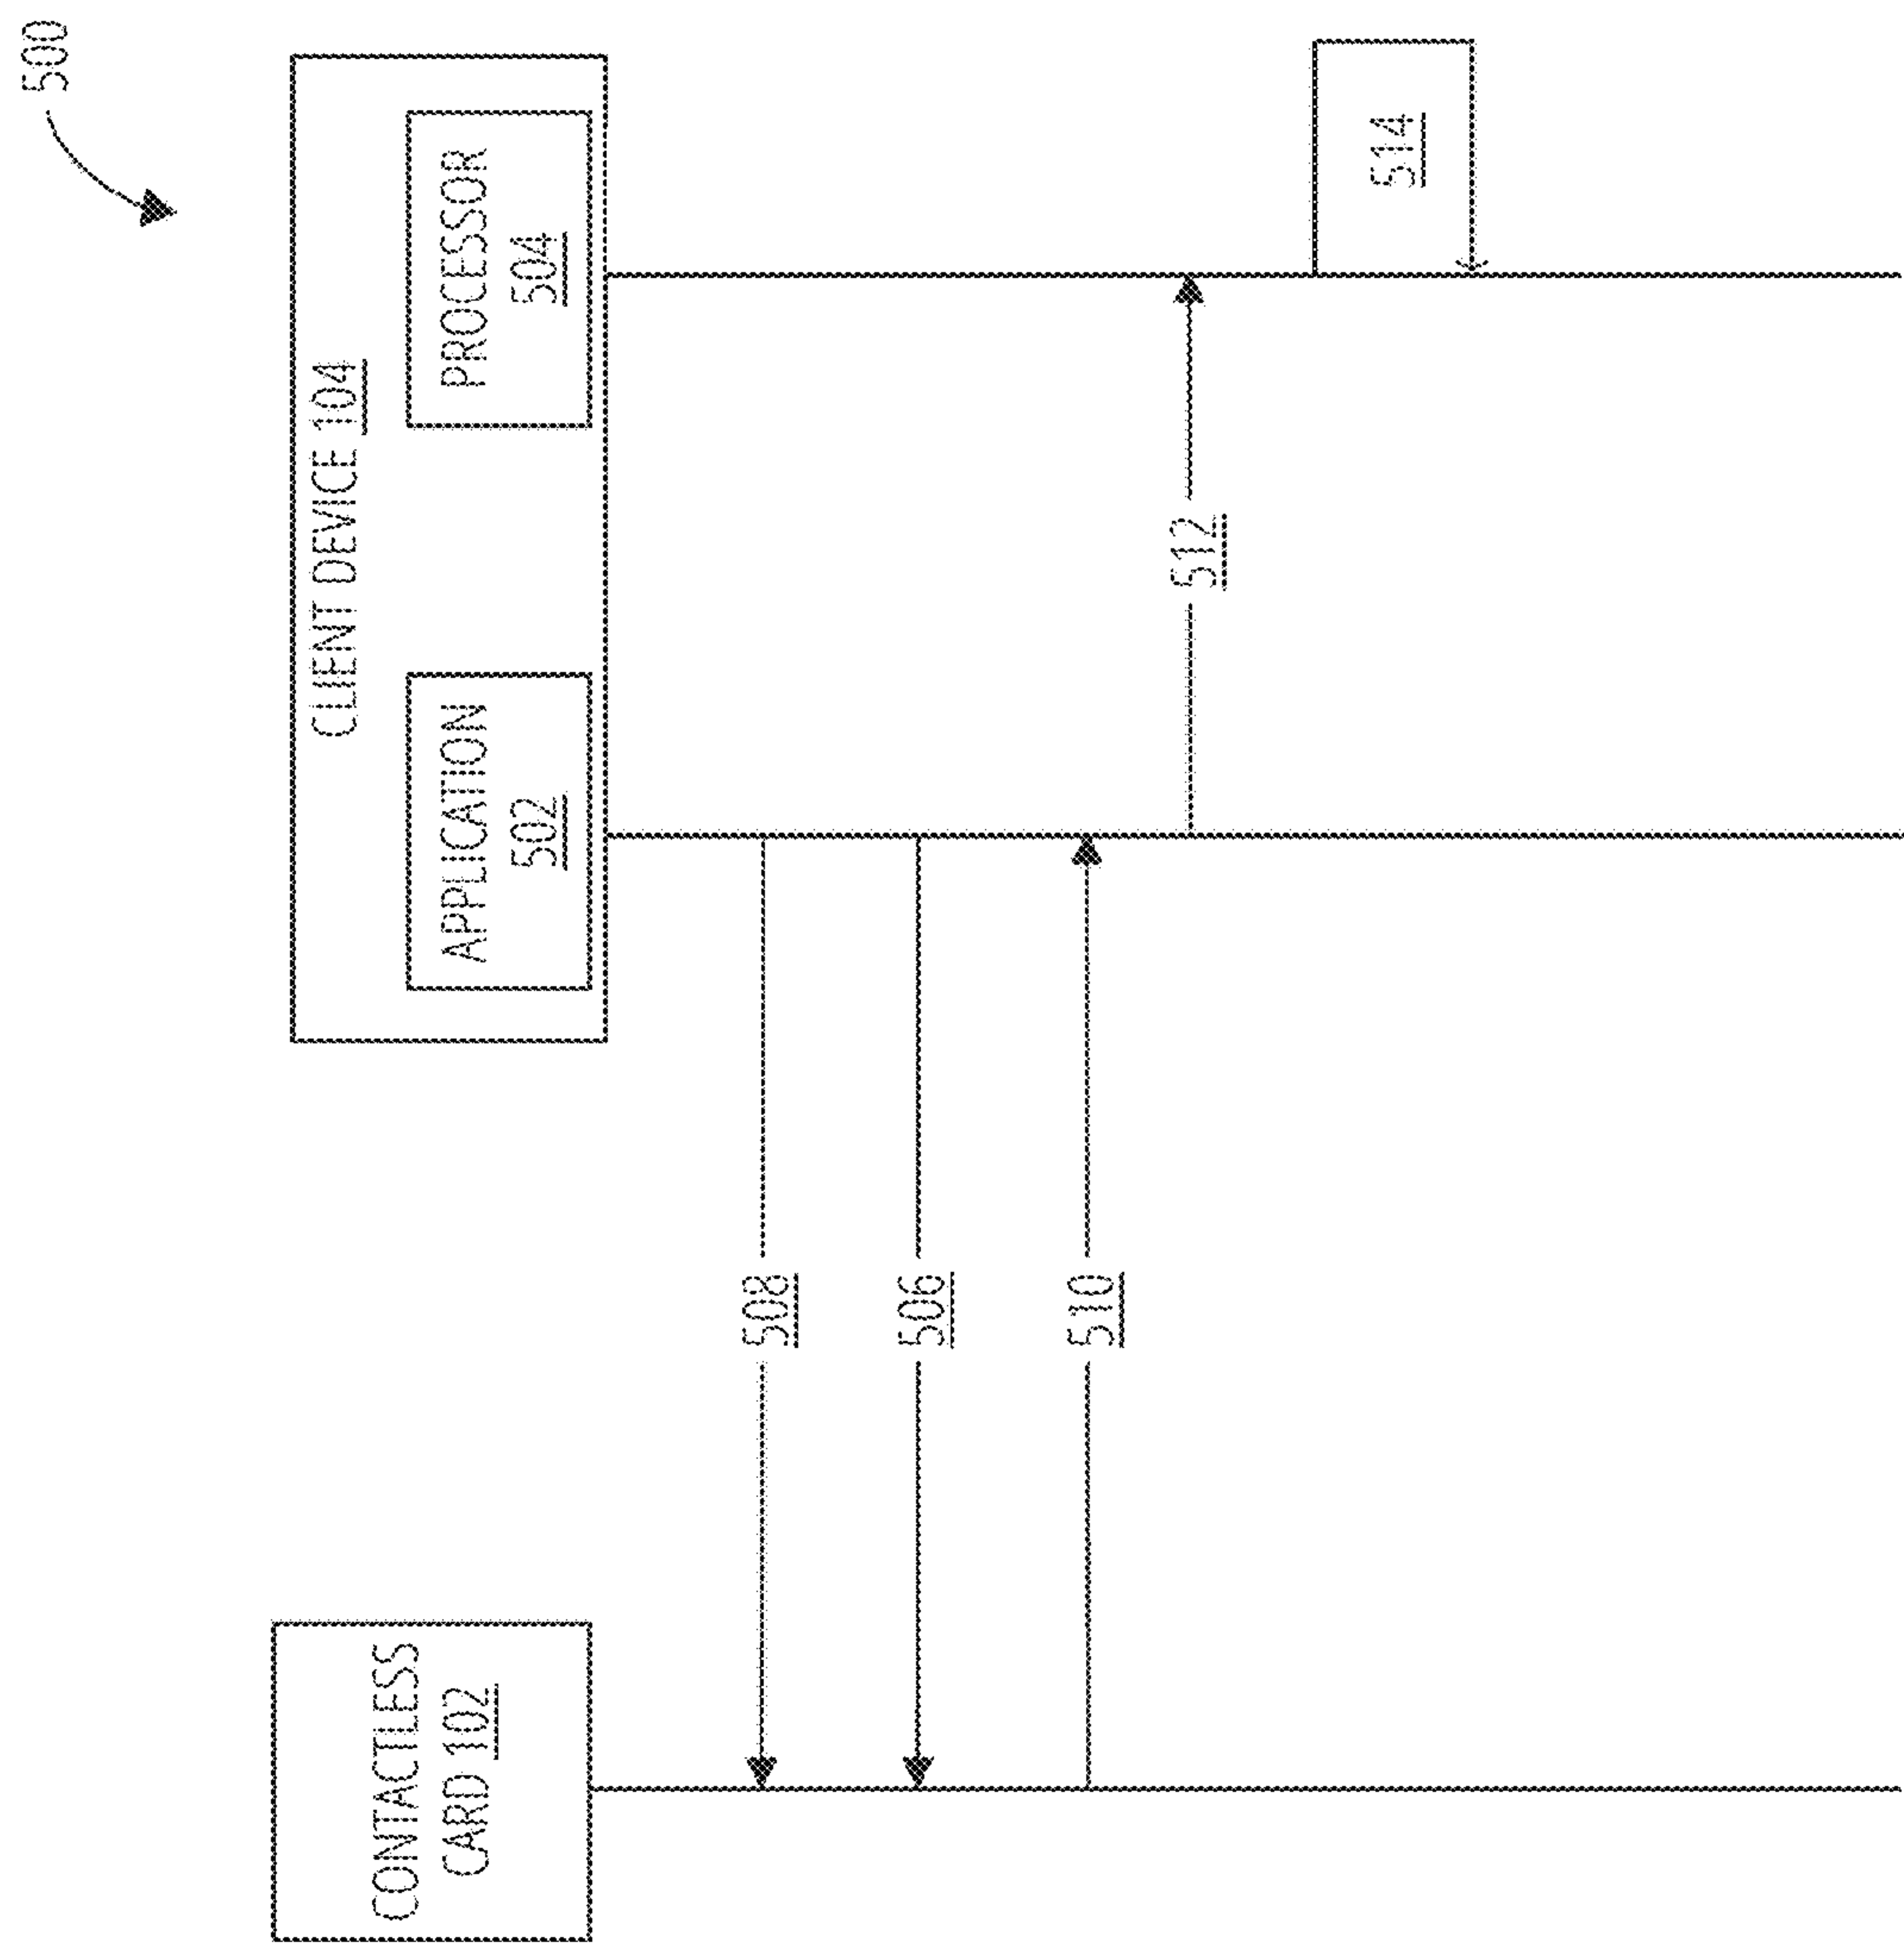 500
CONTACTLESS
CARD 102
CLIENT DEVICE 104
APPLICATION
502
PROCESSOR
504
508
506
510
512
514